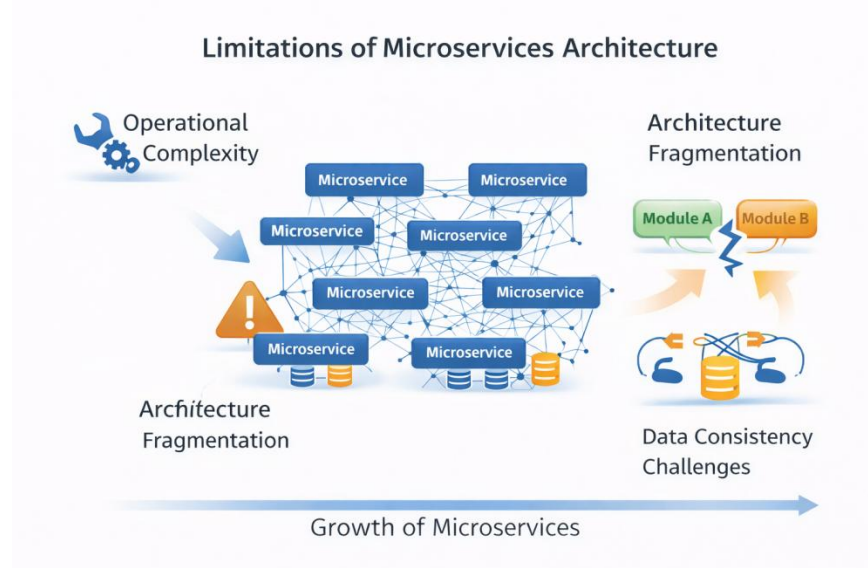 Limitations of Microservices Architecture
Operational
Complexity
Architecture
Fragmentation
Microservice
Microservice
Microservice
Microservice
Module A
Module B
Microservice
Microservice
Microservice
Microservice
Architecture
Fragmentation
Data Consistency
Challenges
Growth of Microservices